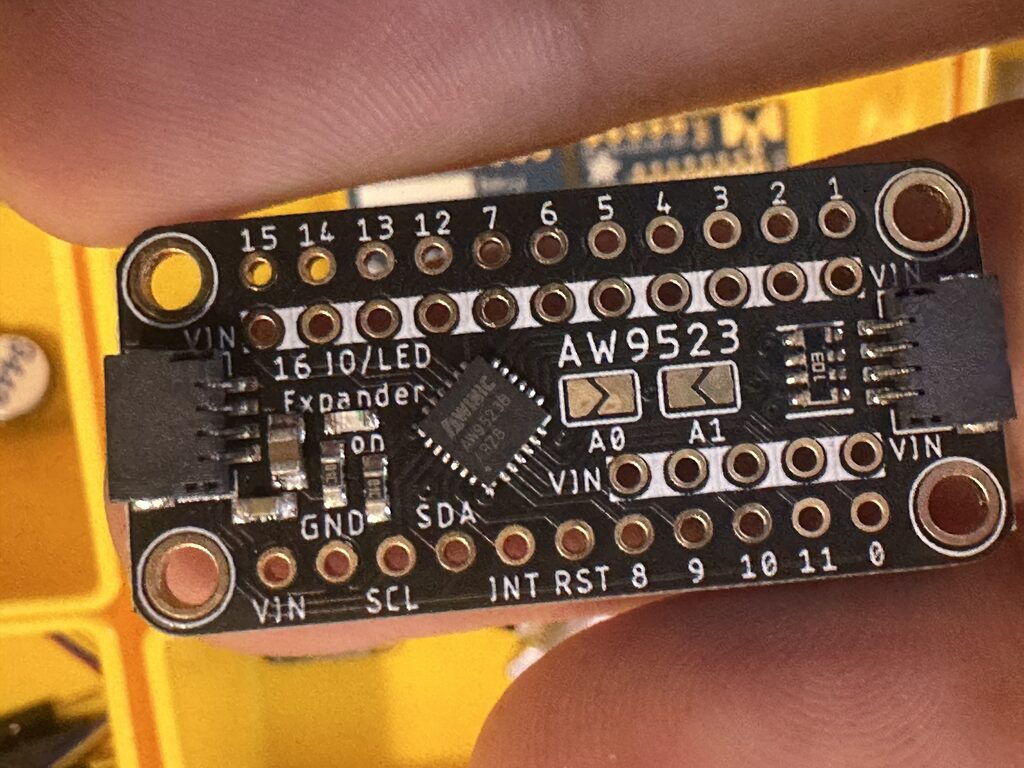 15 14 13 12 7 6 5 4 3 2 1
VIN
VIN
16 IO/LED
Expander
on
AW9523
A0 A1
VIN
VIN
GND SDA
VIN SCL INT RST 8 9 10 11 0
AW9523B